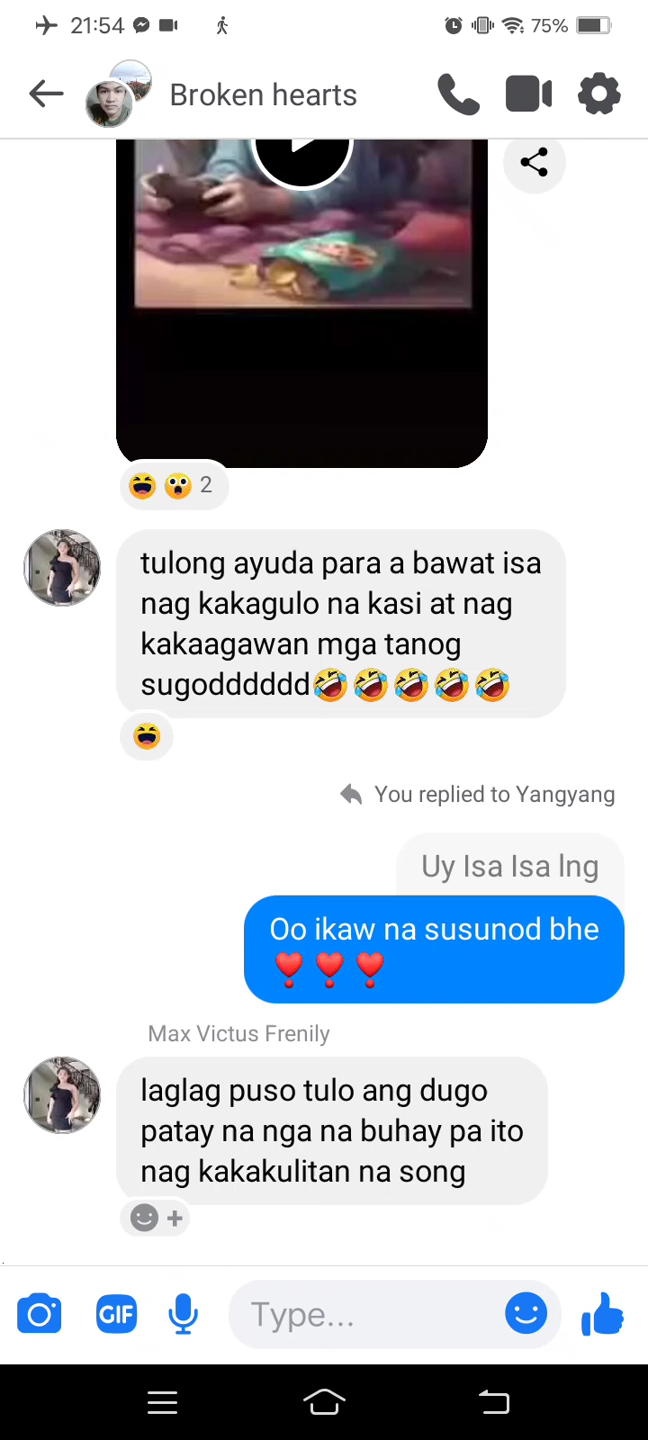 21:54
75%
Broken hearts
2
tulong ayuda para a bawat isa
nag kakagulo na kasi at nag
kakaagawan mga tanog
sugodddddd🤣🤣🤣🤣🤣
You replied to Yangyang
Uy Isa Isa lng
Oo ikaw na susunod bhe
❣️❣️❣️
Max Victus Frenily
laglag puso tulo ang dugo
patay na nga na buhay pa ito
nag kakakulitan na song
GIF
Type...